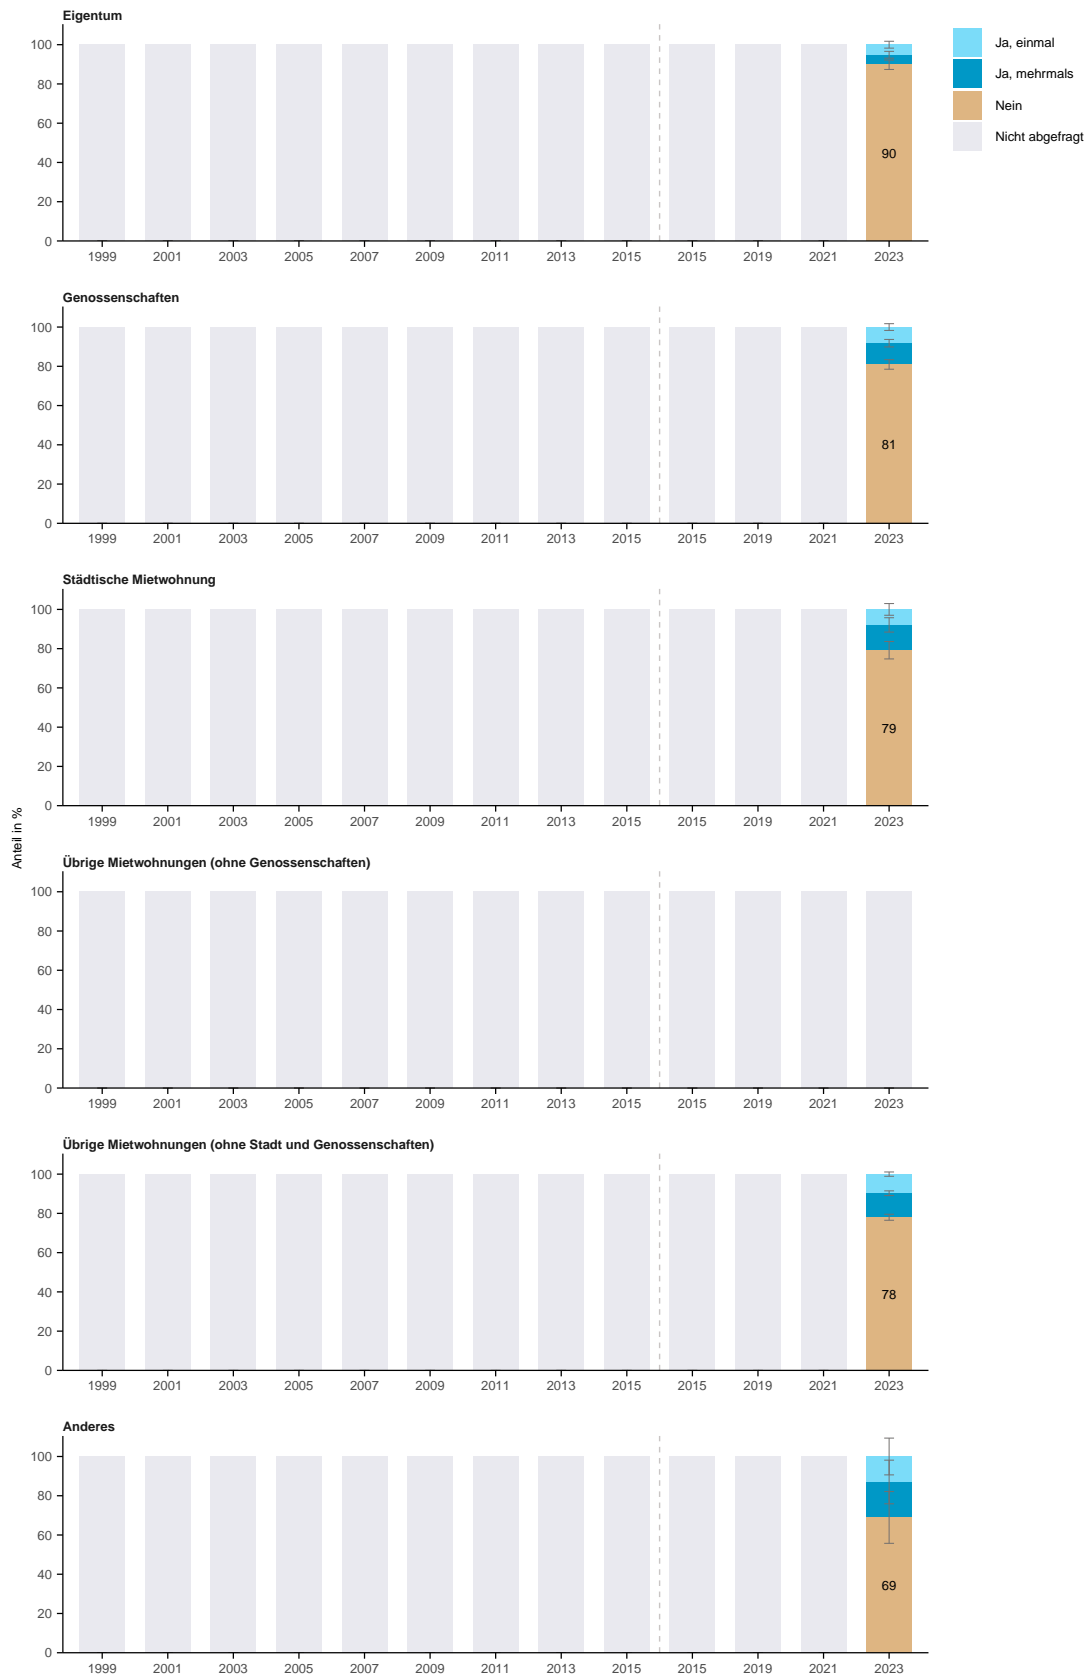 Eigentum
100
80
60
40
20
0
90
1999 2001 2003 2005 2007 2009 2011 2013 2015 2015 2019 2021 2023
Ja, einmal
Ja, mehrmals
Nein
Nicht abgefragt
Genossenschaften
100
80
60
40
20
0
81
1999 2001 2003 2005 2007 2009 2011 2013 2015 2015 2019 2021 2023
Städtische Mietwohnung
100
80
60
40
20
0
79
1999 2001 2003 2005 2007 2009 2011 2013 2015 2015 2019 2021 2023
Anteil in %
Übrige Mietwohnungen (ohne Genossenschaften)
100
80
60
40
20
0
1999 2001 2003 2005 2007 2009 2011 2013 2015 2015 2019 2021 2023
Übrige Mietwohnungen (ohne Stadt und Genossenschaften)
100
80
60
40
20
0
78
1999 2001 2003 2005 2007 2009 2011 2013 2015 2015 2019 2021 2023
Anderes
100
80
60
40
20
0
69
1999 2001 2003 2005 2007 2009 2011 2013 2015 2015 2019 2021 2023